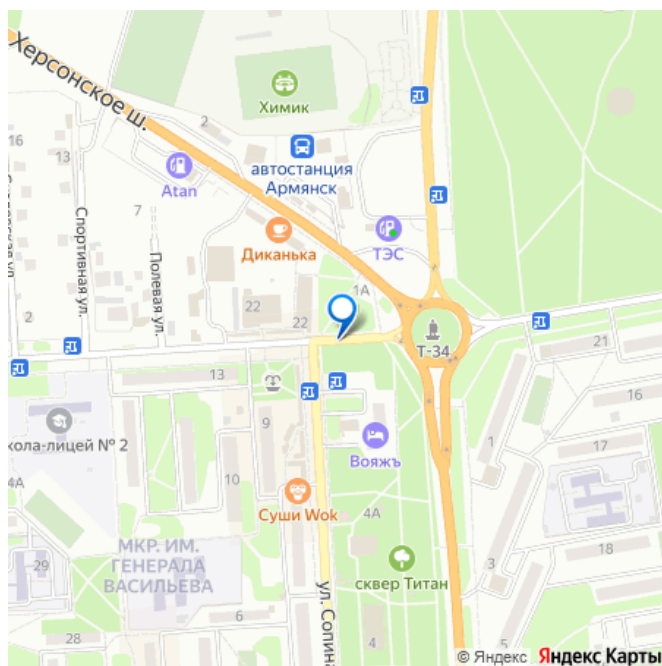 Херсонское ш.
Химик
2
16
13
автостанция
Армянск
Atan
7
Диканька
ТЭС
Спортивная ул.
Полевая ул.
1А
22
22
2
Т-34
21
13
16
9
1
кола-лицей № 2
Вояжъ
17
4А
10
Суши Wok
4А
МКР. ИМ.
ГЕНЕРАЛА
ВАСИЛЬЕВА
18
29
сквер Титан
3
ул. Сопина
6
28
4
5
© Яндекс Яндекс Карты